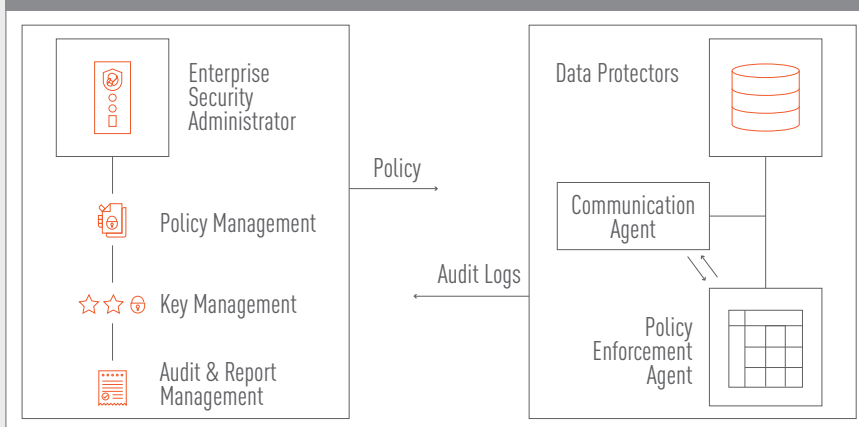 Enterprise
Security
Administrator
Policy Management
Key Management
Audit & Report
Management
Policy
Audit Logs
Data Protectors
Communication
Agent
Policy
Enforcement
Agent